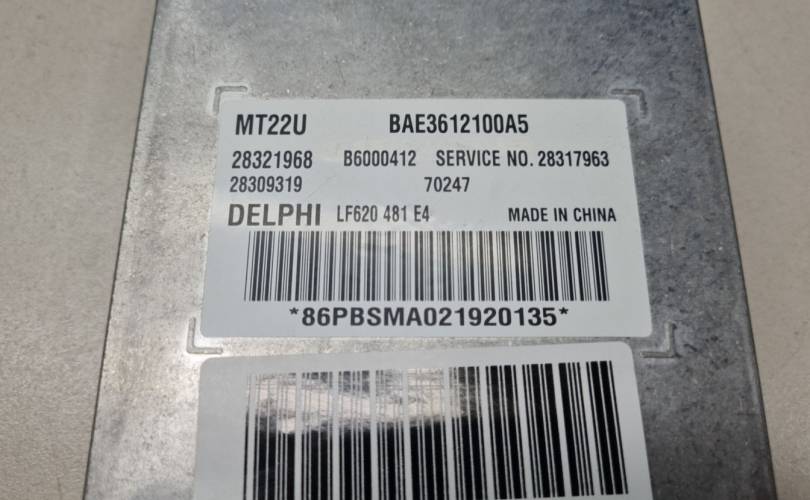 MT22U BAE3612100A5
28321968 B6000412 SERVICE NO. 28317963
28309319 70247
DELPHI LF620 481 E4 MADE IN CHINA
*86PBSMA021920135*